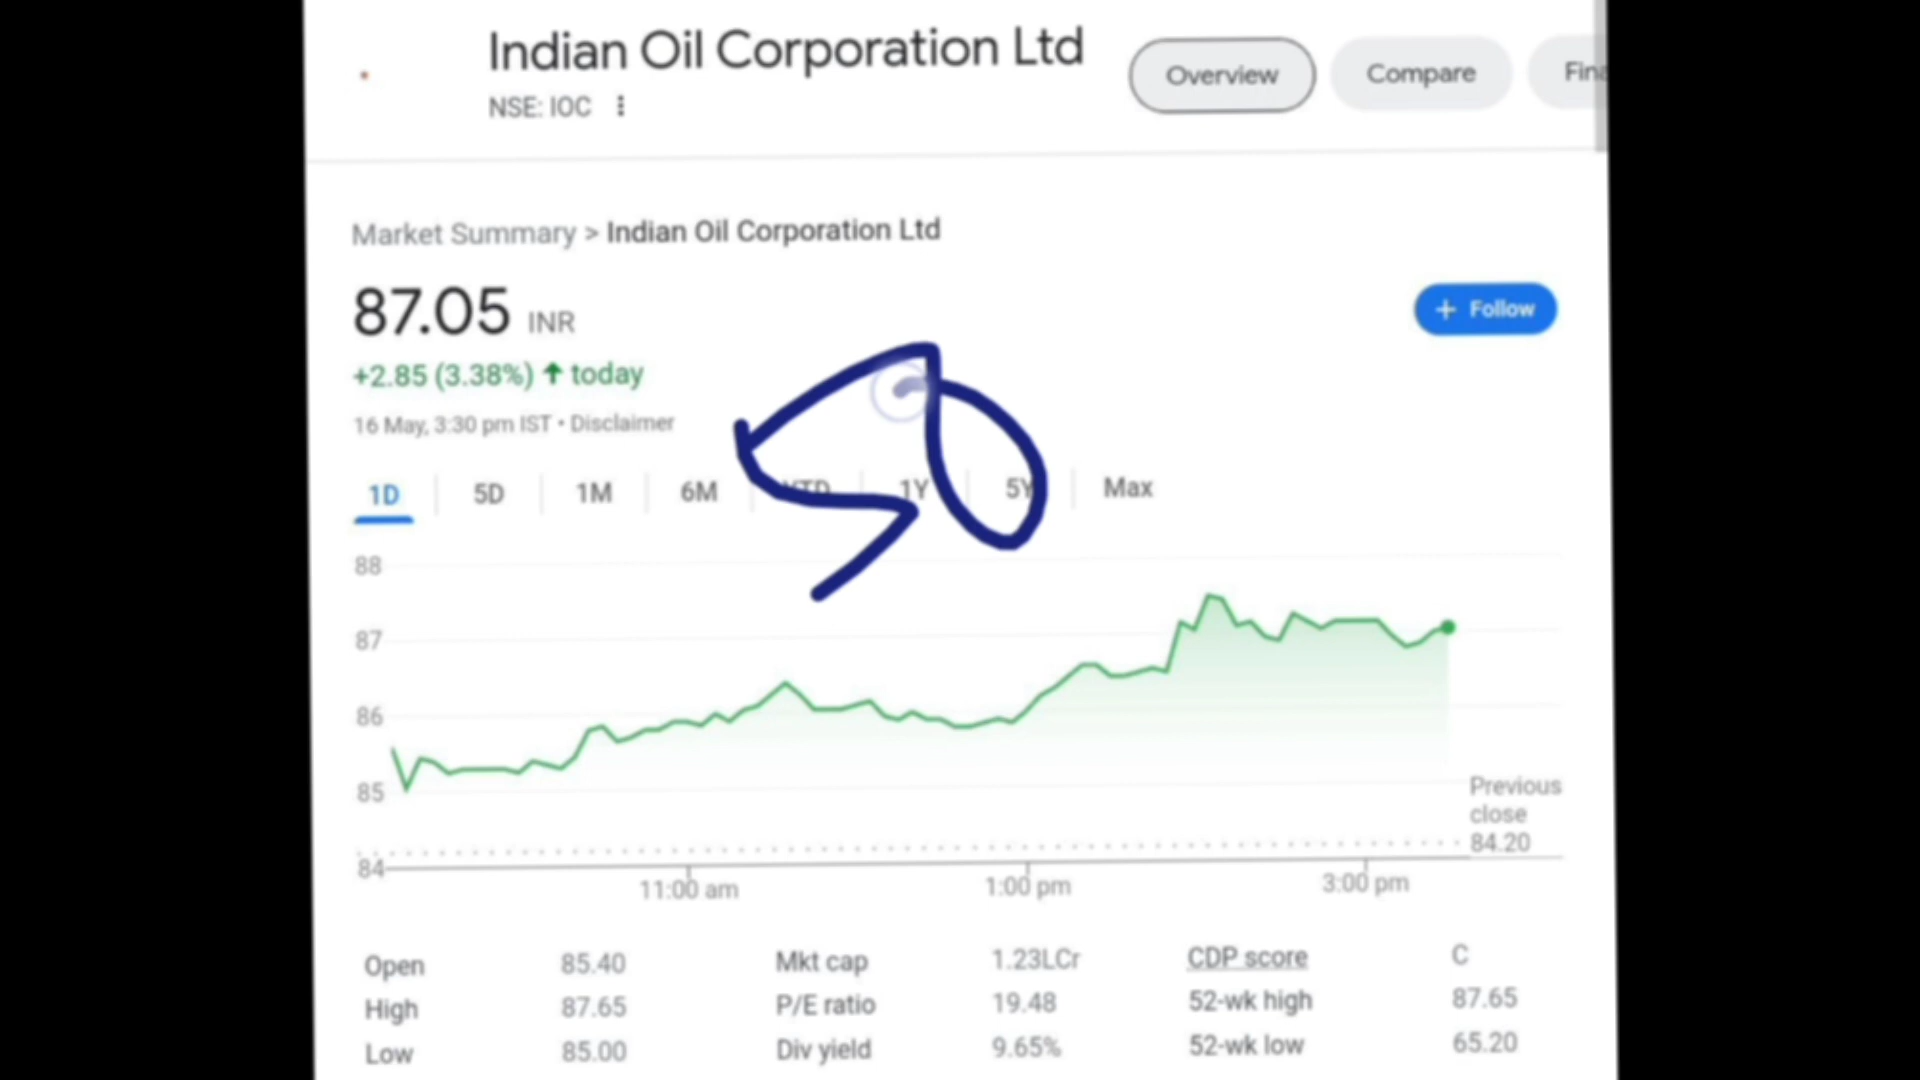 Indian Oil Corporation Ltd
NSE: IOC
Overview
Compare
Fina
Market Summary > Indian Oil Corporation Ltd
87.05 INR
+ Follow
+2.85 (3.38%) ↑ today
16 May, 3:30 pm IST • Disclaimer
1D 5D 1M 6M YTD 1Y 5Y Max
88
87
86
85
84
Previous
close
84.20
11:00 am 1:00 pm 3:00 pm
Open 85.40 Mkt cap 1.23LCr CDP score C
High 87.65 P/E ratio 19.48 52-wk high 87.65
Low 85.00 Div yield 9.65% 52-wk low 65.20